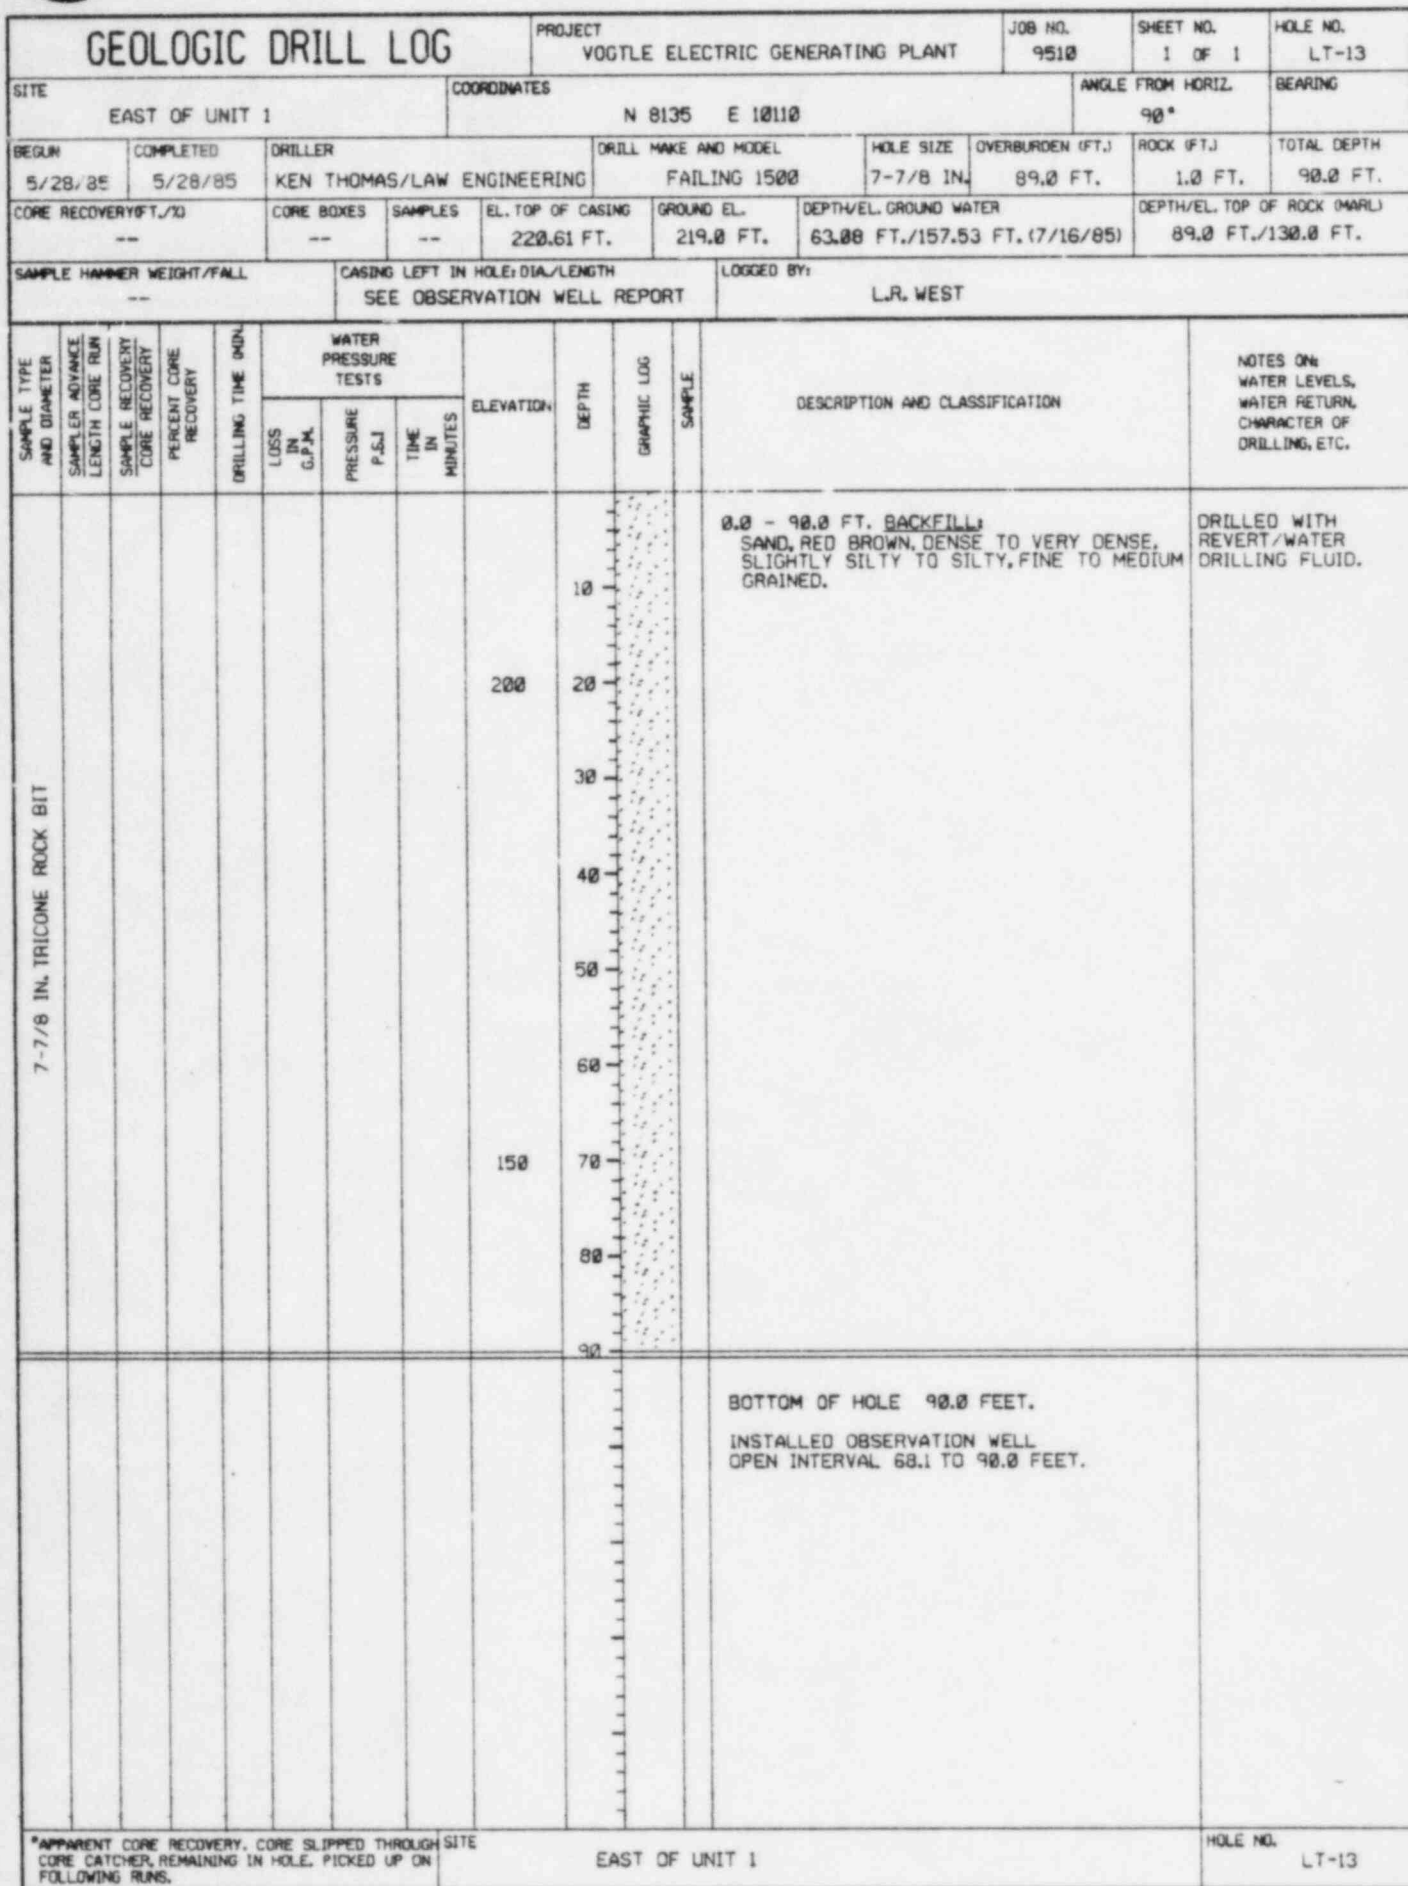 GEOLOGIC DRILL LOG
PROJECT
VOGTLE ELECTRIC GENERATING PLANT
JOB NO.
9510
SHEET NO.
1 OF 1
HOLE NO.
LT-13
SITE
EAST OF UNIT 1
COORDINATES
N 8135 E 10110
ANGLE FROM HORIZ.
90°
BEARING
BEGUN
5/28/85
COMPLETED
5/28/85
DRILLER
KEN THOMAS/LAW ENGINEERING
DRILL MAKE AND MODEL
FAILING 1500
HOLE SIZE
7-7/8 IN.
OVERBURDEN (FT.)
89.0 FT.
ROCK (FT.)
1.0 FT.
TOTAL DEPTH
90.0 FT.
CORE RECOVERY(FT./%)
--
CORE BOXES
--
SAMPLES
--
EL. TOP OF CASING
220.61 FT.
GROUND EL.
219.0 FT.
DEPTH/EL. GROUND WATER
63.08 FT./157.53 FT. (7/16/85)
DEPTH/EL. TOP OF ROCK (MARL)
89.0 FT./130.0 FT.
SAMPLE HAMMER WEIGHT/FALL
--
CASING LEFT IN HOLE: DIA./LENGTH
SEE OBSERVATION WELL REPORT
LOGGED BY:
L.R. WEST
SAMPLE TYPE
AND DIAMETER
SAMPLER ADVANCE
LENGTH CORE RUN
SAMPLE RECOVERY
CORE RECOVERY
PERCENT CORE
RECOVERY
DRILLING TIME (MIN.
WATER
PRESSURE
TESTS
LOSS
IN
G.P.M.
PRESSURE
P.S.I
TIME
IN
MINUTES
ELEVATION
DEPTH
GRAPHIC LOG
SAMPLE
DESCRIPTION AND CLASSIFICATION
NOTES ON:
WATER LEVELS,
WATER RETURN,
CHARACTER OF
DRILLING, ETC.
7-7/8 IN. TRICONE ROCK BIT
0.0 - 90.0 FT. BACKFILL:
SAND, RED BROWN, DENSE TO VERY DENSE,
SLIGHTLY SILTY TO SILTY, FINE TO MEDIUM
GRAINED.
DRILLED WITH
REVERT/WATER
DRILLING FLUID.
10
200 20
30
40
50
60
150 70
80
90
BOTTOM OF HOLE 90.0 FEET.
INSTALLED OBSERVATION WELL
OPEN INTERVAL 68.1 TO 90.0 FEET.
*APPARENT CORE RECOVERY. CORE SLIPPED THROUGH
CORE CATCHER, REMAINING IN HOLE. PICKED UP ON
FOLLOWING RUNS.
SITE
EAST OF UNIT 1
HOLE NO.
LT-13